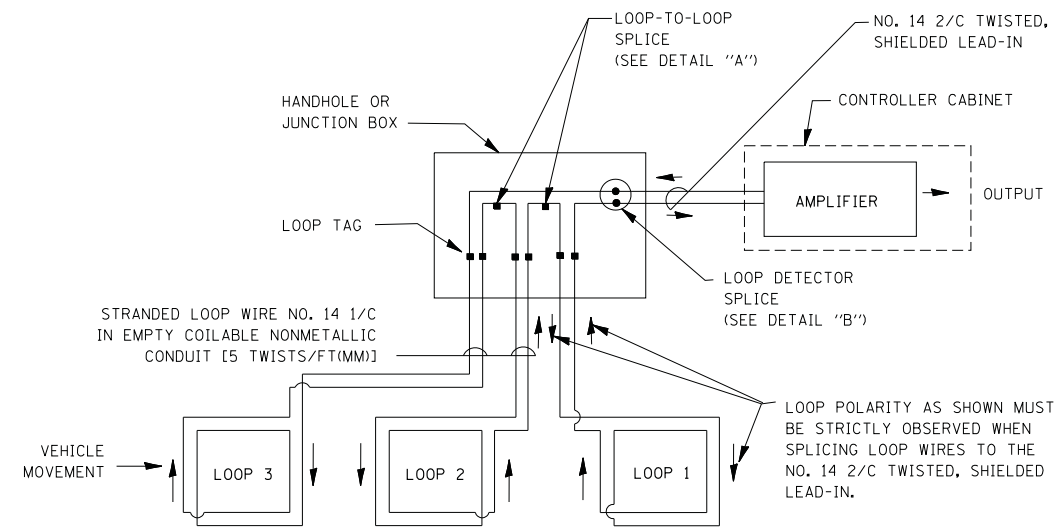 LOOP-TO-LOOP
SPLICE
(SEE DETAIL "A")
NO. 14 2/C TWISTED,
SHIELDED LEAD-IN
HANDHOLE OR
JUNCTION BOX
CONTROLLER CABINET
AMPLIFIER
OUTPUT
LOOP TAG
LOOP DETECTOR
SPLICE
(SEE DETAIL "B")
STRANDED LOOP WIRE NO. 14 1/C
IN EMPTY COILABLE NONMETALLIC
CONDUIT [5 TWISTS/FT(MM)]
LOOP POLARITY AS SHOWN MUST
BE STRICTLY OBSERVED WHEN
SPLICING LOOP WIRES TO THE
NO. 14 2/C TWISTED, SHIELDED
LEAD-IN.
VEHICLE
MOVEMENT
LOOP 3
LOOP 2
LOOP 1